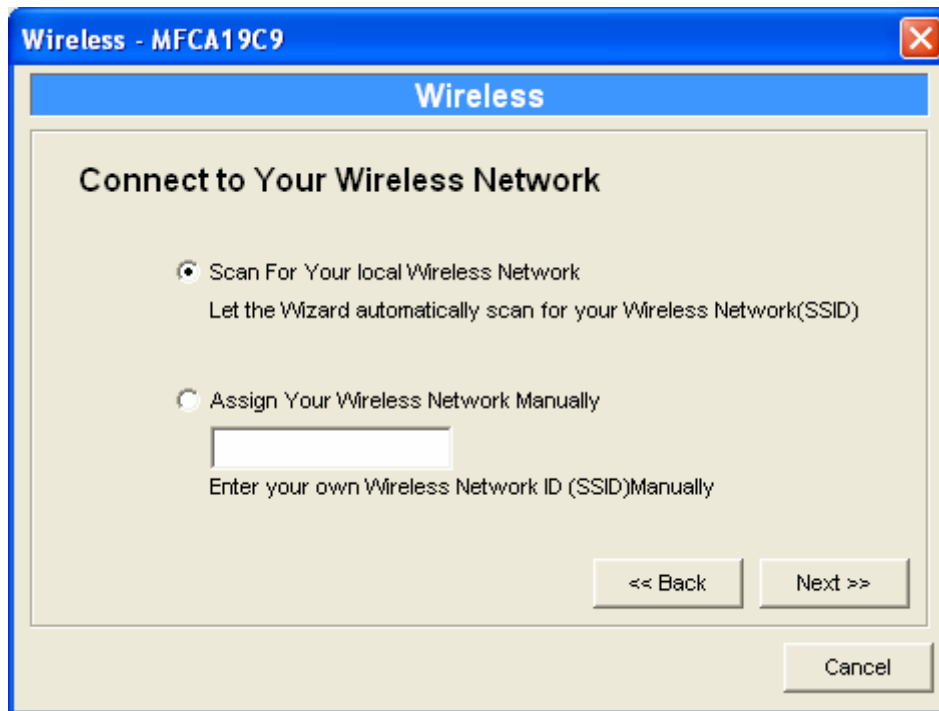 Wireless - MFCA19C9
Wireless
Connect to Your Wireless Network
Scan For Your local Wireless Network
Let the Wizard automatically scan for your Wireless Network(SSID)
Assign Your Wireless Network Manually
Enter your own Wireless Network ID (SSID)Manually
<< Back
Next >>
Cancel